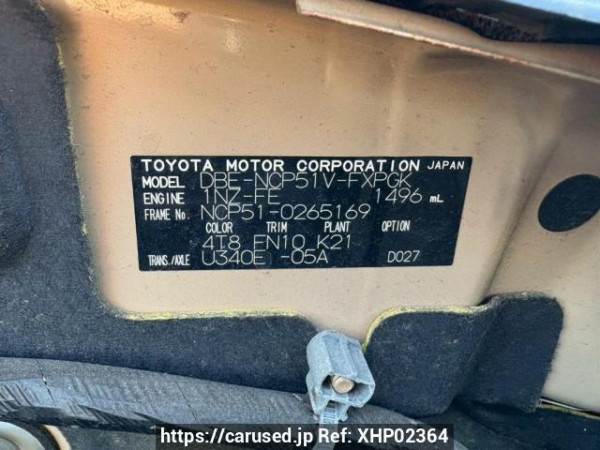 TOYOTA MOTOR CORPORATION JAPAN
MODEL DBE-NCP51V-FXPGK
ENGINE 1NZ-FE 1496 mL
FRAME No. NCP51-0265169
COLOR TRIM PLANT OPTION
4T8 FN10 K21
TRANS./AXLE U340E -05A D027
https://carused.jp Ref: XHP02364